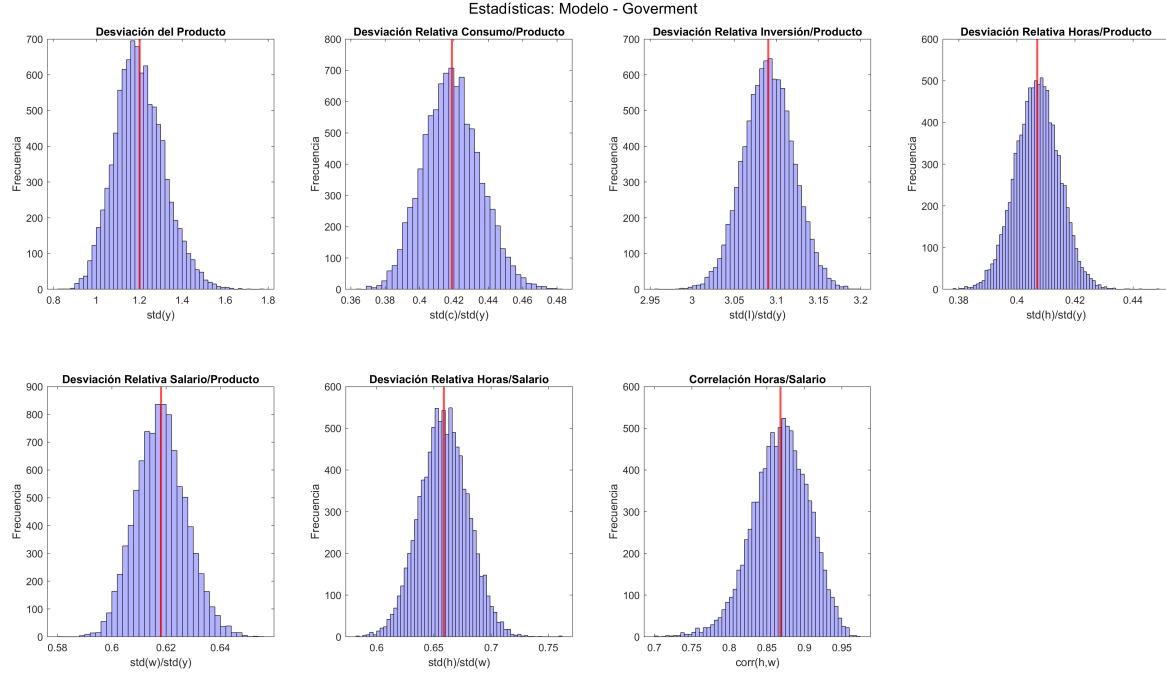 Estadísticas: Modelo - Goverment
Desviación del Producto
700
600
500
400
300
200
100
0
Frecuencia
0.8 1 1.2 1.4 1.6 1.8
std(y)
Desviación Relativa Consumo/Producto
800
700
600
500
400
300
200
100
0
Frecuencia
0.36 0.38 0.4 0.42 0.44 0.46 0.48
std(c)/std(y)
Desviación Relativa Inversión/Producto
700
600
500
400
300
200
100
0
Frecuencia
2.95 3 3.05 3.1 3.15 3.2
std(I)/std(y)
Desviación Relativa Horas/Producto
600
500
400
300
200
100
0
Frecuencia
0.38 0.4 0.42 0.44
std(h)/std(y)
Desviación Relativa Salario/Producto
900
800
700
600
500
400
300
200
100
0
Frecuencia
0.58 0.6 0.62 0.64
std(w)/std(y)
Desviación Relativa Horas/Salario
600
500
400
300
200
100
0
Frecuencia
0.6 0.65 0.7 0.75
std(h)/std(w)
Correlación Horas/Salario
600
500
400
300
200
100
0
Frecuencia
0.7 0.75 0.8 0.85 0.9 0.95
corr(h,w)